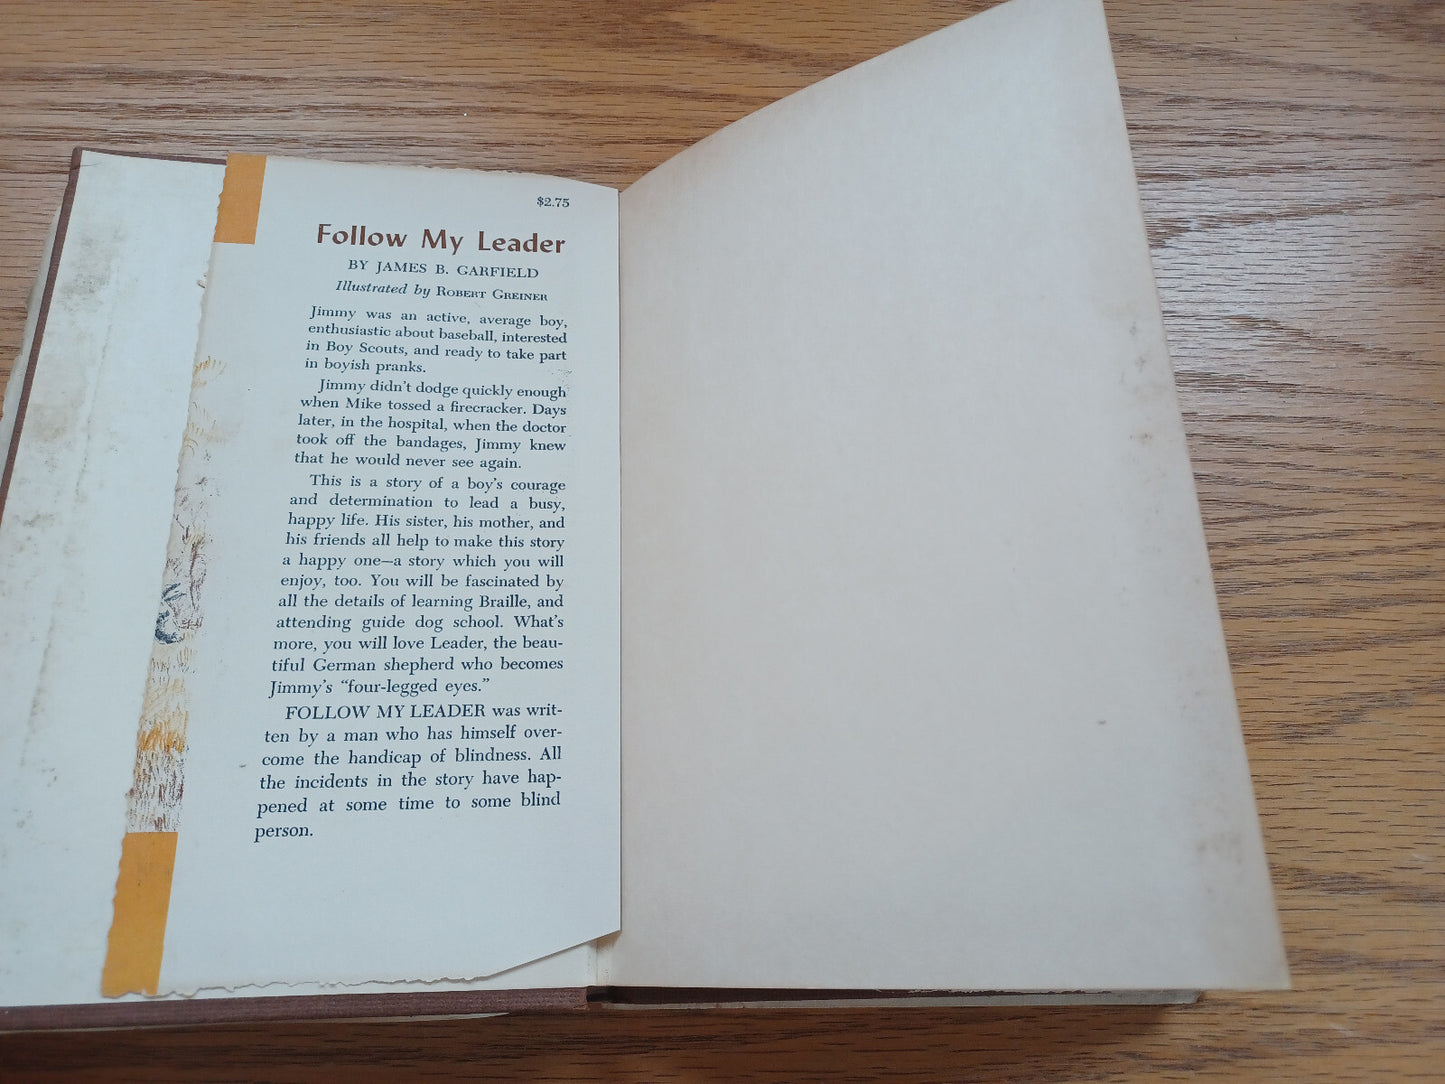 $2.75
Follow My Leader
BY JAMES B. GARFIELD
Illustrated by ROBERT GREINER
Jimmy was an active, average boy,
enthusiastic about baseball, interested
in Boy Scouts, and ready to take part
in boyish pranks.
Jimmy didn't dodge quickly enough
when Mike tossed a firecracker. Days
later, in the hospital, when the doctor
took off the bandages, Jimmy knew
that he would never see again.
This is a story of a boy's courage
and determination to lead a busy,
happy life. His sister, his mother, and
his friends all help to make this story
a happy one—a story which you will
enjoy, too. You will be fascinated by
all the details of learning Braille, and
attending guide dog school. What's
more, you will love Leader, the beau-
tiful German shepherd who becomes
Jimmy's "four-legged eyes."
FOLLOW MY LEADER was writ-
ten by a man who has himself over-
come the handicap of blindness. All
the incidents in the story have hap-
pened at some time to some blind
person.